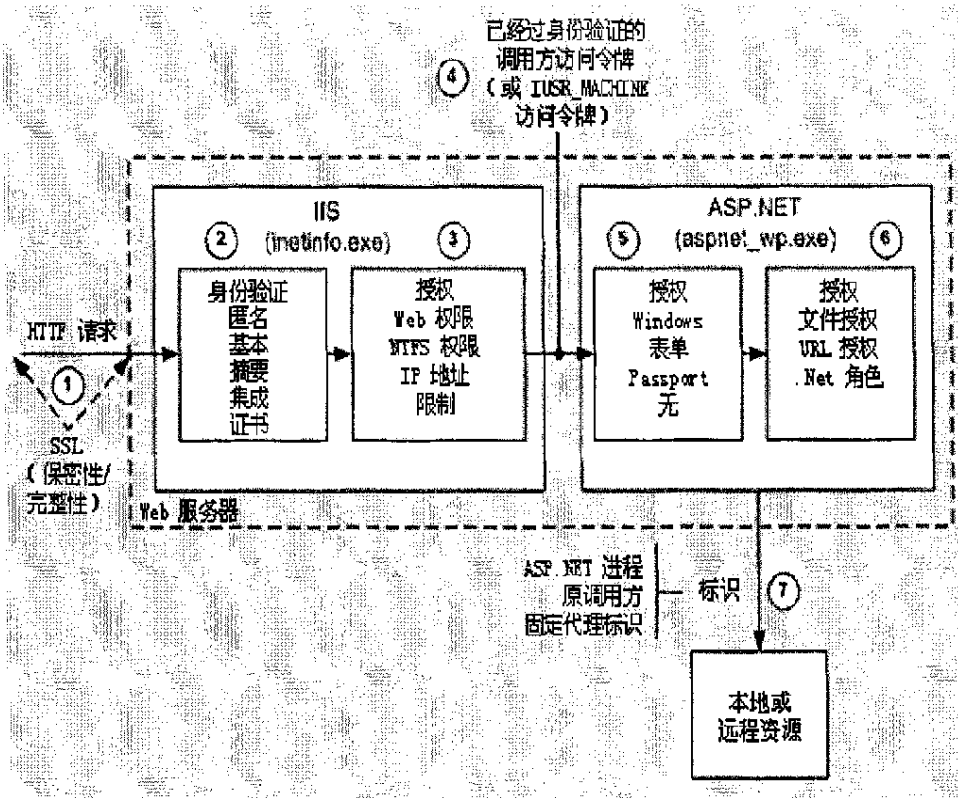 已经过身份验证的
调用方访问令牌
（或 IUSR_MACHINE
访问令牌）
4
IIS
(inetinfo.exe)
2
3
身份验证
匿名
基本
摘要
集成
证书
授权
Web 权限
NTFS 权限
IP 地址
限制
ASP.NET
(aspnet_wp.exe)
5
6
授权
Windows
表单
Passport
无
授权
文件授权
URL 授权
.Net 角色
HTTP 请求
1
SSL
（保密性/
完整性）
Web 服务器
ASP.NET 进程
原调用方
固定代理标识
标识
7
本地或
远程资源